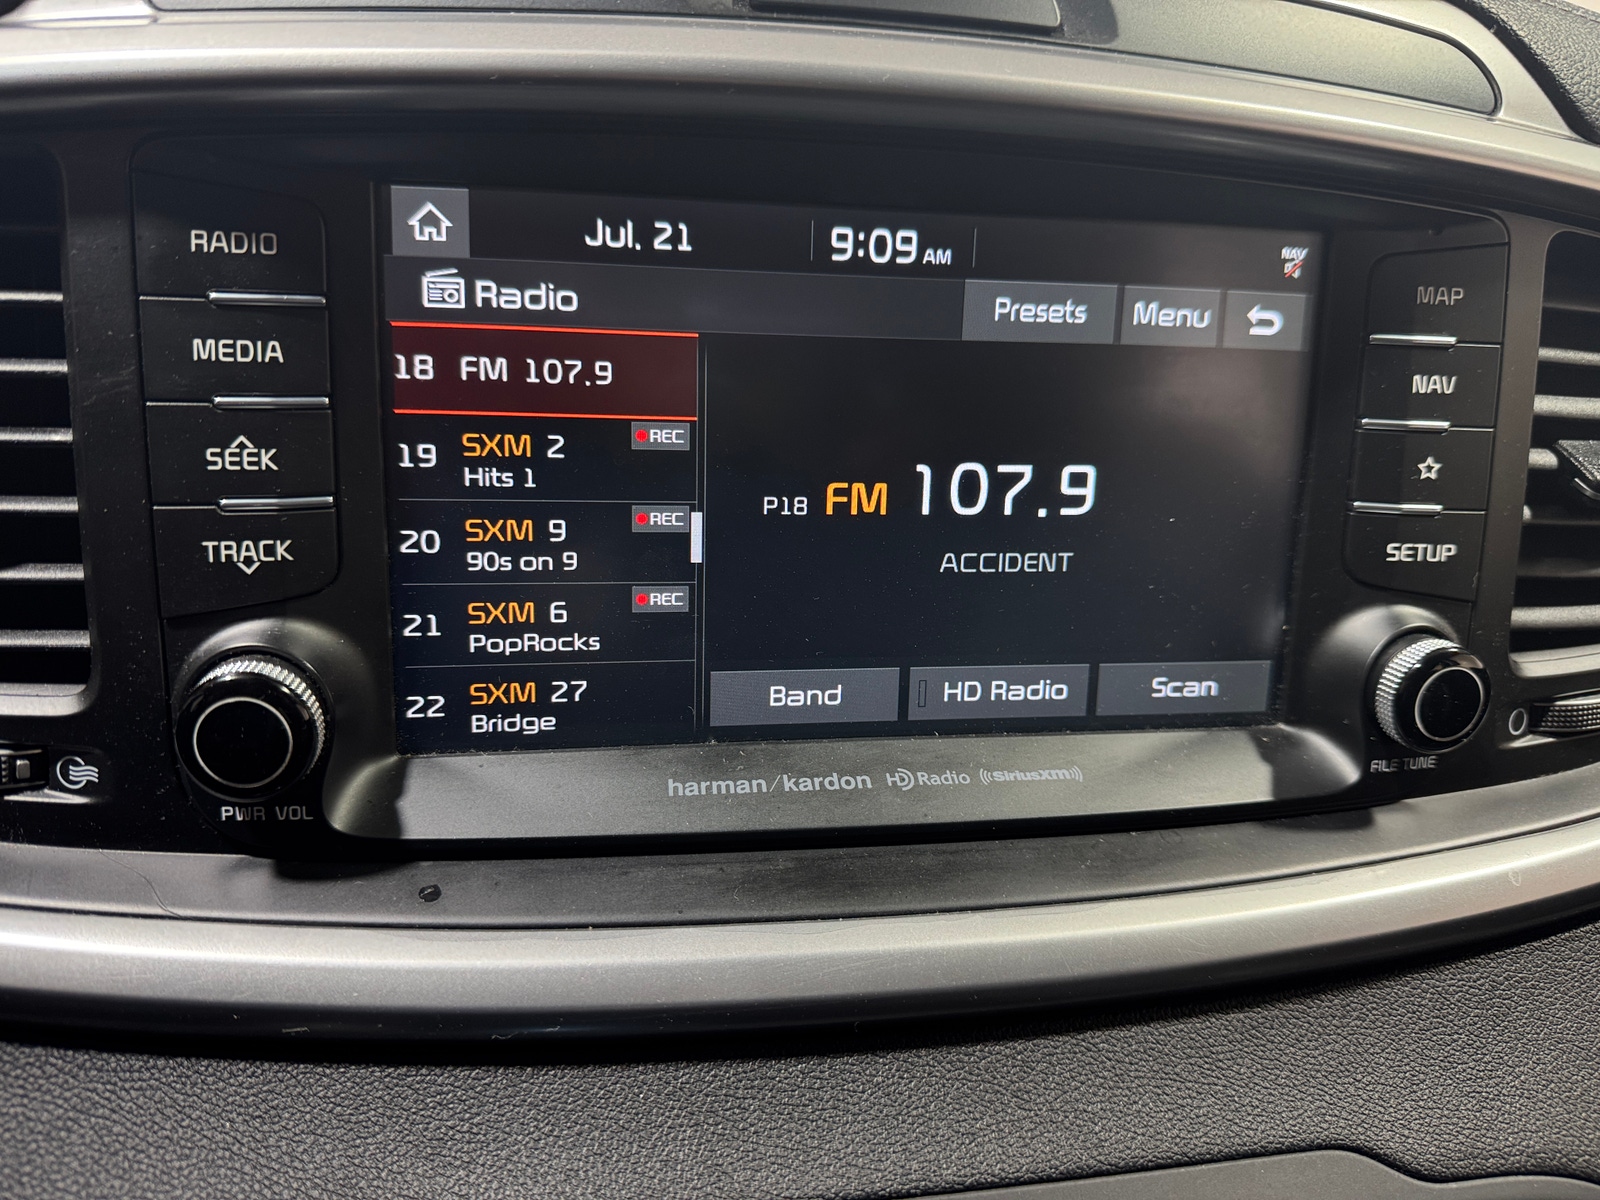 Jul. 21 9:09 AM
NAV
Radio Presets Menu
18 FM 107.9
19 SXM 2 REC
Hits 1
20 SXM 9 REC
90s on 9
21 SXM 6 REC
PopRocks
22 SXM 27
Bridge
P18 FM 107.9
ACCIDENT
Band HD Radio Scan
RADIO
MEDIA
SEEK
TRACK
PWR VOL
MAP
NAV
SETUP
FILE TUNE
harman/kardon HD Radio ((SiriusXM))